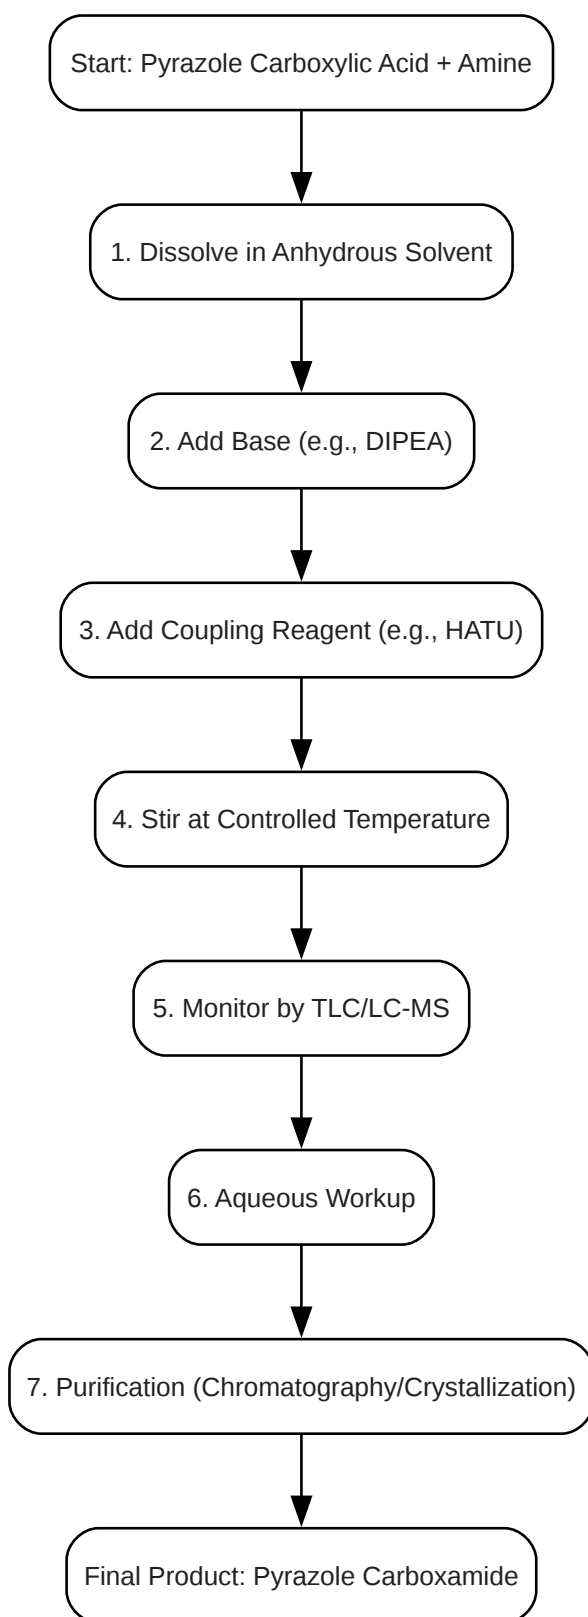 Start: Pyrazole Carboxylic Acid + Amine
1. Dissolve in Anhydrous Solvent
2. Add Base (e.g., DIPEA)
3. Add Coupling Reagent (e.g., HATU)
4. Stir at Controlled Temperature
5. Monitor by TLC/LC-MS
6. Aqueous Workup
7. Purification (Chromatography/Crystallization)
Final Product: Pyrazole Carboxamide